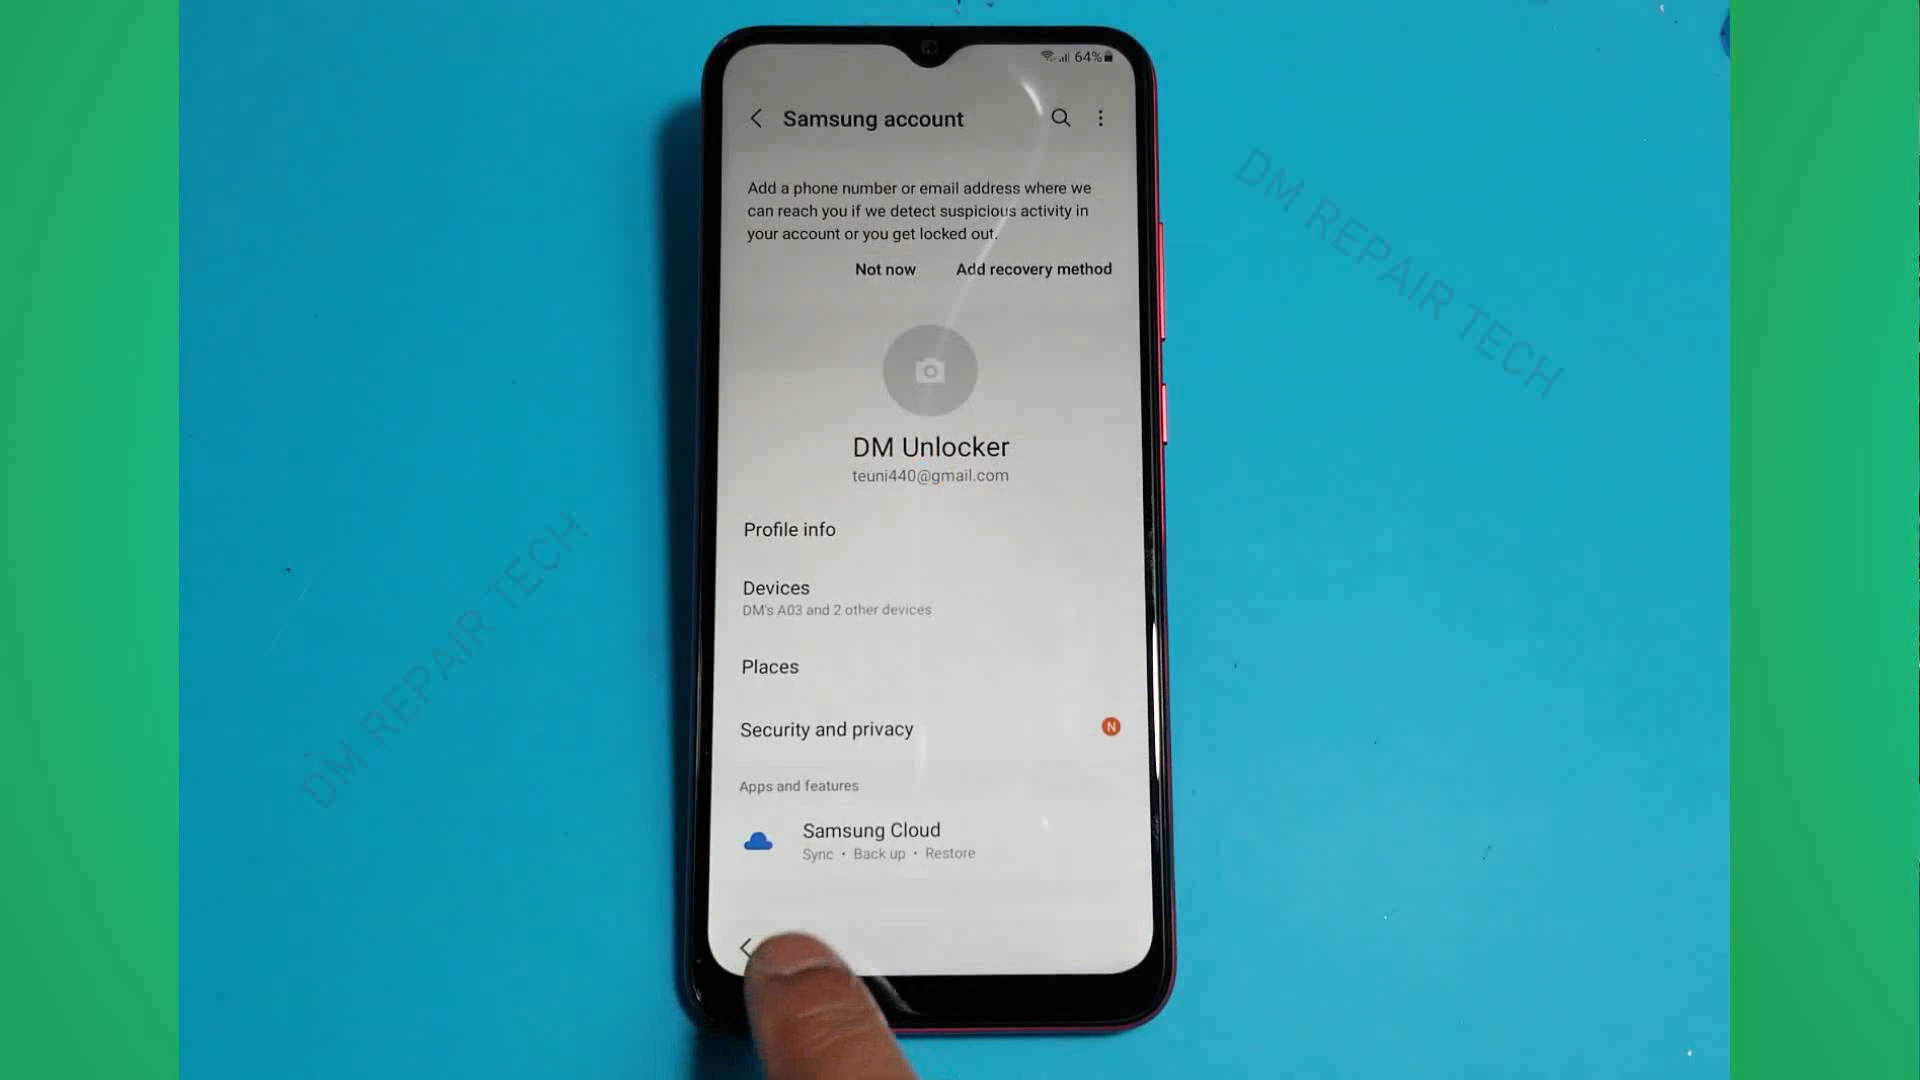 64%
Samsung account
Add a phone number or email address where we
can reach you if we detect suspicious activity in
your account or you get locked out.
Not now Add recovery method
DM Unlocker
teuni440@gmail.com
Profile info
Devices
DM's A03 and 2 other devices
Places
Security and privacy N
Apps and features
Samsung Cloud
Sync • Back up • Restore
DM REPAIR TECH
DM REPAIR TECH